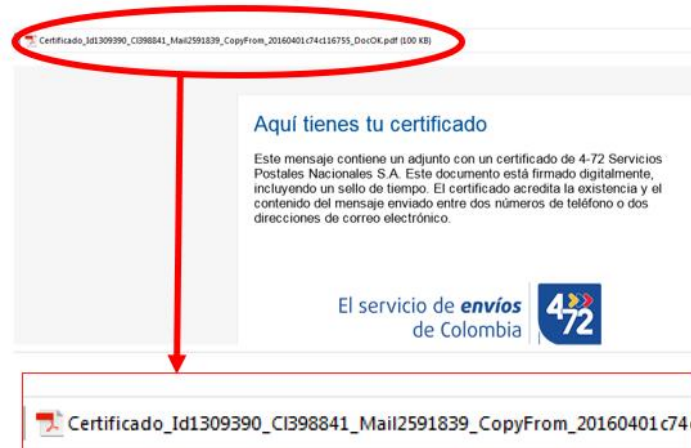 Certificado_Id1309390_Cl398841_Mail2591839_CopyFrom_20160401c74c116755_DocOK.pdf (100 KB)
Aquí tienes tu certificado
Este mensaje contiene un adjunto con un certificado de 4-72 Servicios
Postales Nacionales S.A. Este documento está firmado digitalmente,
incluyendo un sello de tiempo. El certificado acredita la existencia y el
contenido del mensaje enviado entre dos números de teléfono o dos
direcciones de correo electrónico.
El servicio de envíos
de Colombia
472
Certificado_Id1309390_Cl398841_Mail2591839_CopyFrom_20160401c74